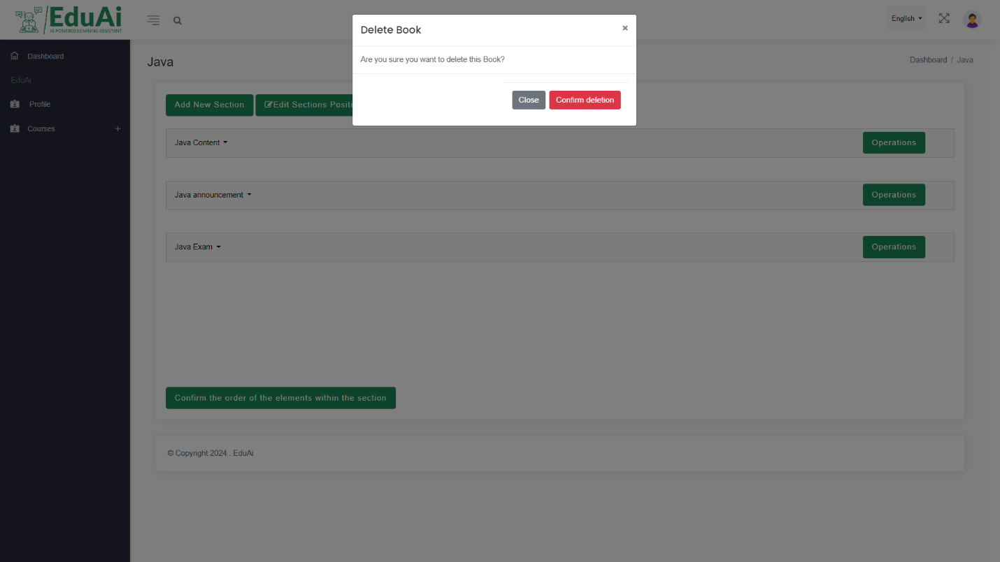 EduAi
AI POWERED LEARNING ASSISTANT
English
Delete Book
×
Are you sure you want to delete this Book?
Close
Confirm deletion
Dashboard
EduAi
Profile
Courses
+
Java
Dashboard / Java
Add New Section
Edit Sections Positi
Java Content
Operations
Java announcement
Operations
Java Exam
Operations
Confirm the order of the elements within the section
© Copyright 2024 . EduAi